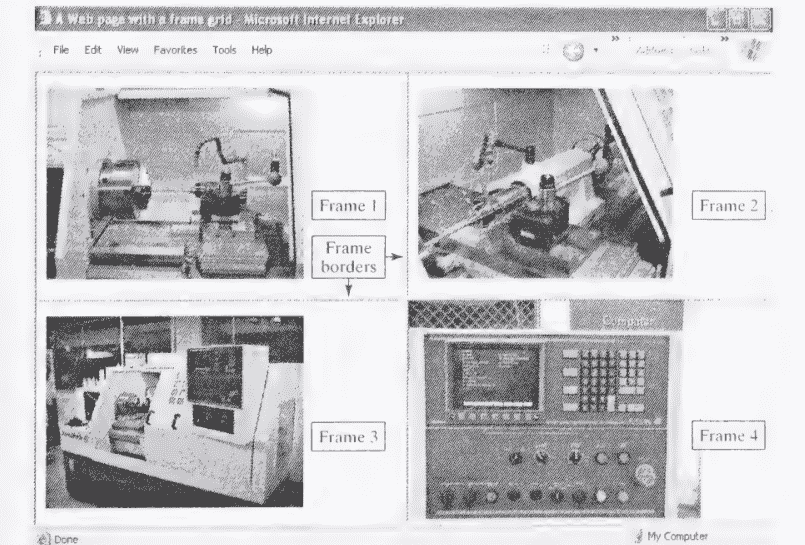 A Web page with a frame grid - Microsoft Internet Explorer
File Edit View Favorites Tools Help
Frame 1
Frame 2
Frame
borders
Computer
Frame 3
Frame 4
Done
My Computer